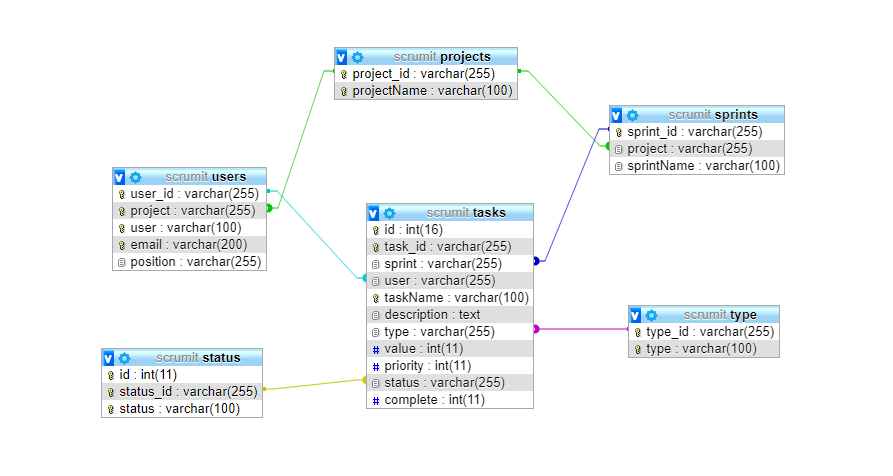 v scrumit projects
project_id : varchar(255)
projectName : varchar(100)
v scrumit sprints
sprint_id : varchar(255)
project : varchar(255)
sprintName : varchar(100)
v scrumit users
user_id : varchar(255)
project : varchar(255)
user : varchar(100)
email : varchar(200)
position : varchar(255)
v scrumit tasks
id : int(16)
task_id : varchar(255)
sprint : varchar(255)
user : varchar(255)
taskName : varchar(100)
description : text
type : varchar(255)
# value : int(11)
# priority : int(11)
status : varchar(255)
# complete : int(11)
v scrumit type
type_id : varchar(255)
type : varchar(100)
v scrumit status
id : int(11)
status_id : varchar(255)
status : varchar(100)